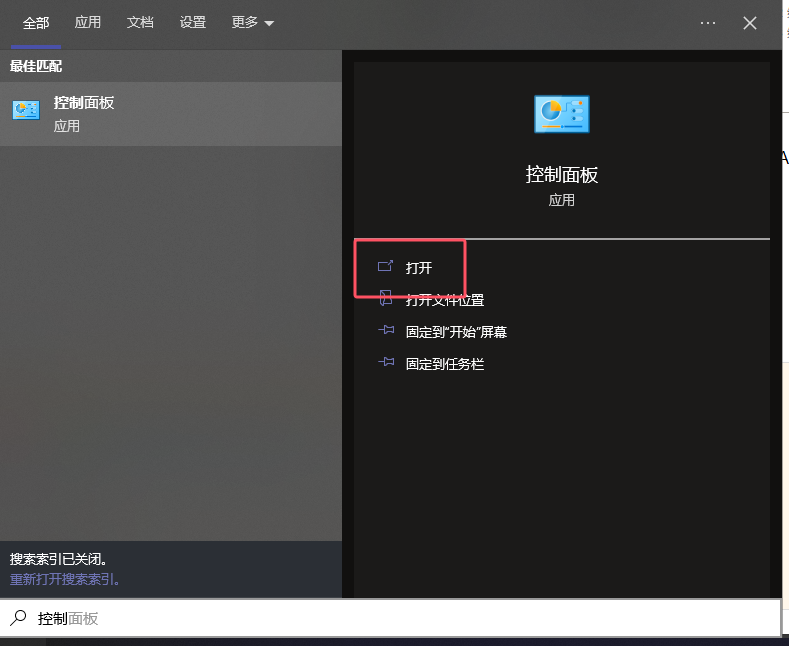 全部 应用 文档 设置 更多
最佳匹配
控制面板
应用
控制面板
应用
打开
打开文件位置
固定到“开始”屏幕
固定到任务栏
搜索索引已关闭。
重新打开搜索索引。
控制面板